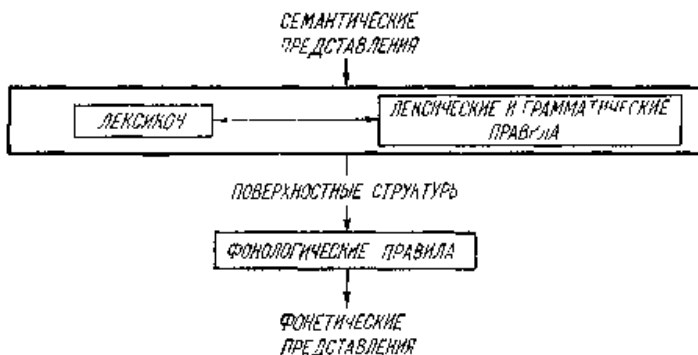 СЕМАНТИЧЕСКИЕ
ПРЕДСТАВЛЕНИЯ
ЛЕКСИКОН
ЛЕКСИЧЕСКИЕ И ГРАММАТИЧЕСКИЕ
ПРАВИЛА
ПОВЕРХНОСТНЫЕ СТРУКТУРЫ
ФОНОЛОГИЧЕСКИЕ ПРАВИЛА
ФОНЕТИЧЕСКИЕ
ПРЕДСТАВЛЕНИЯ